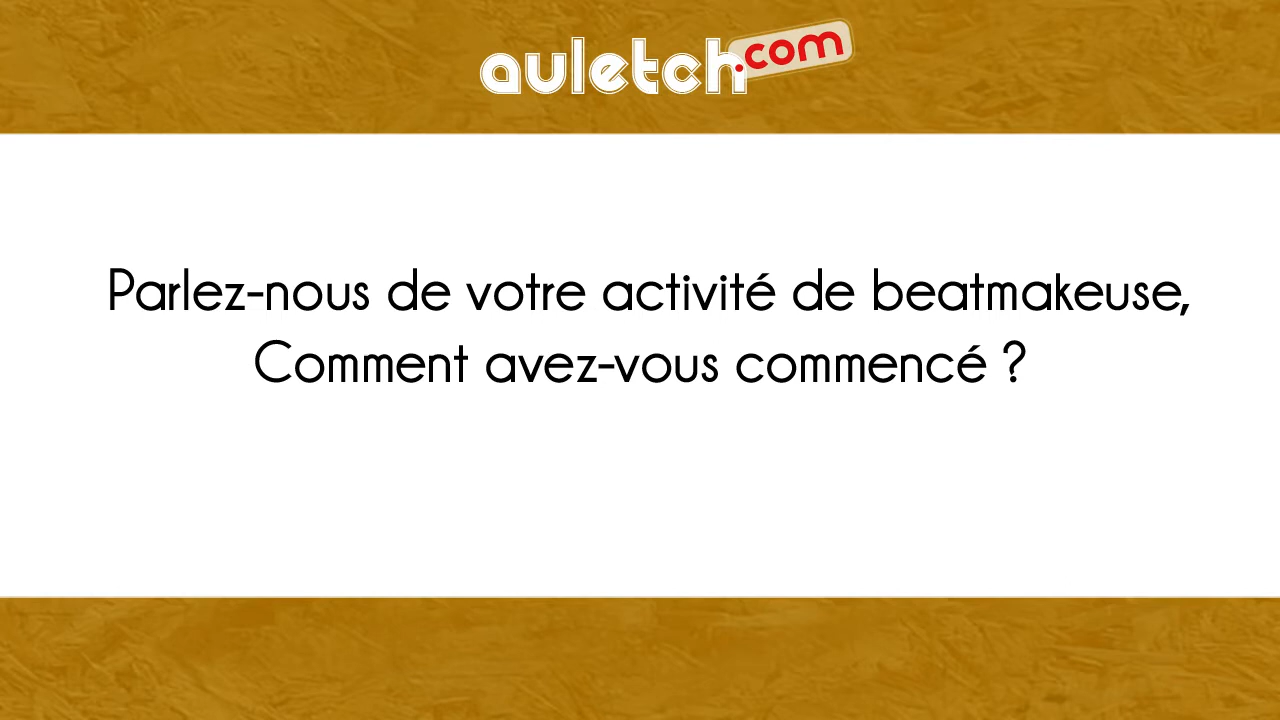 auletch.com
Parlez-nous de votre activité de beatmakeuse,
Comment avez-vous commencé ?